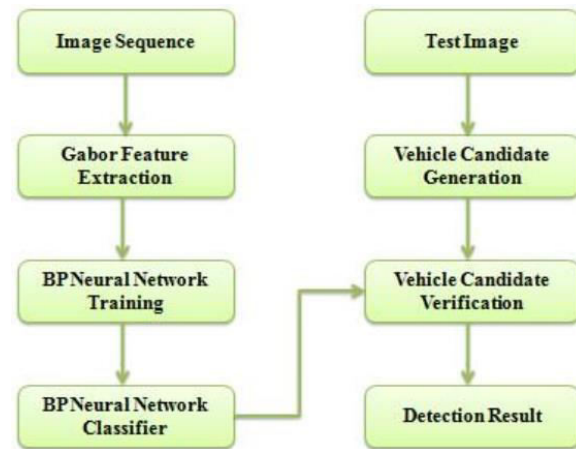 Image Sequence
Gabor Feature
Extraction
BP Neural Network
Training
BP Neural Network
Classifier
Test Image
Vehicle Candidate
Generation
Vehicle Candidate
Verification
Detection Result